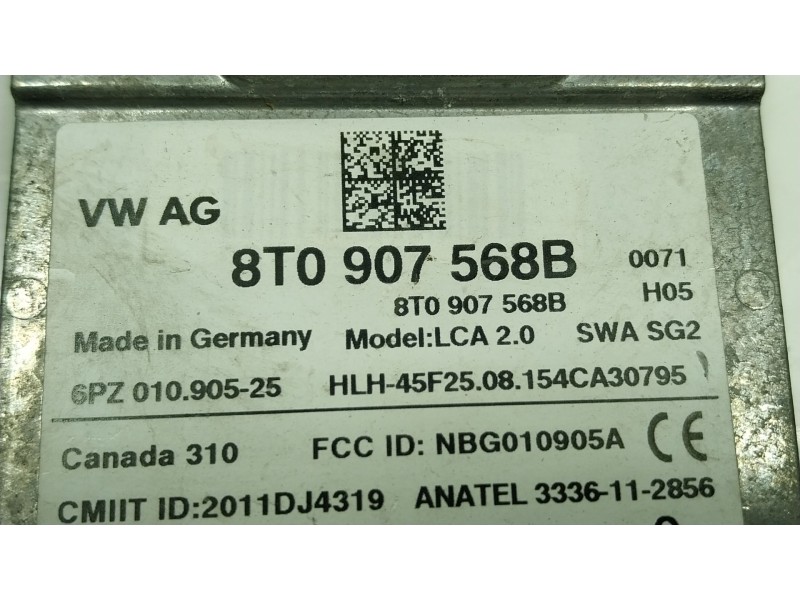 VW AG
8T0 907 568B 0071
8T0 907 568B H05
Made in Germany Model:LCA 2.0 SWA SG2
6PZ 010.905-25 HLH-45F25.08.154CA30795
Canada 310 FCC ID: NBG010905A CE
CMIIT ID:2011DJ4319 ANATEL 3336-11-2856